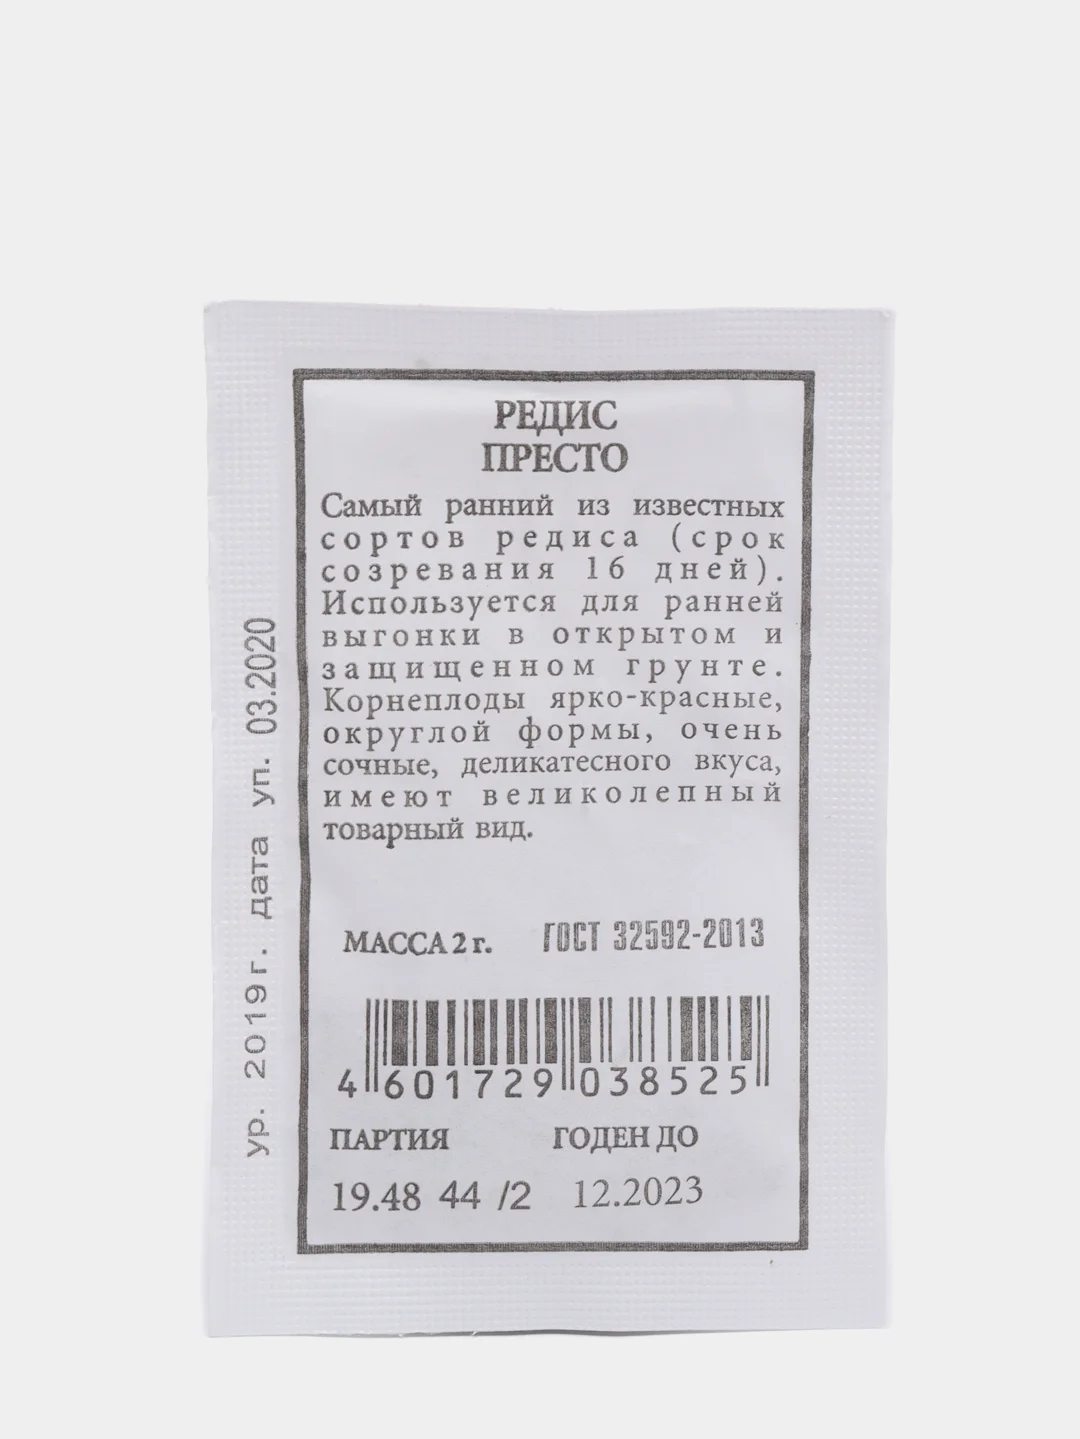 РЕДИС
ПРЕСТО
Самый ранний из известных
сортов редиса (срок
созревания 16 дней).
Используется для ранней
выгонки в открытом и
защищенном грунте.
Корнеплоды ярко-красные,
округлой формы, очень
сочные, деликатесного вкуса,
имеют великолепный
товарный вид.
МАССА 2 г. ГОСТ 32592-2013
4 601729 038525
ПАРТИЯ ГОДЕН ДО
19.48 44 /2 12.2023
ур. 2019 г. дата уп. 03.2020